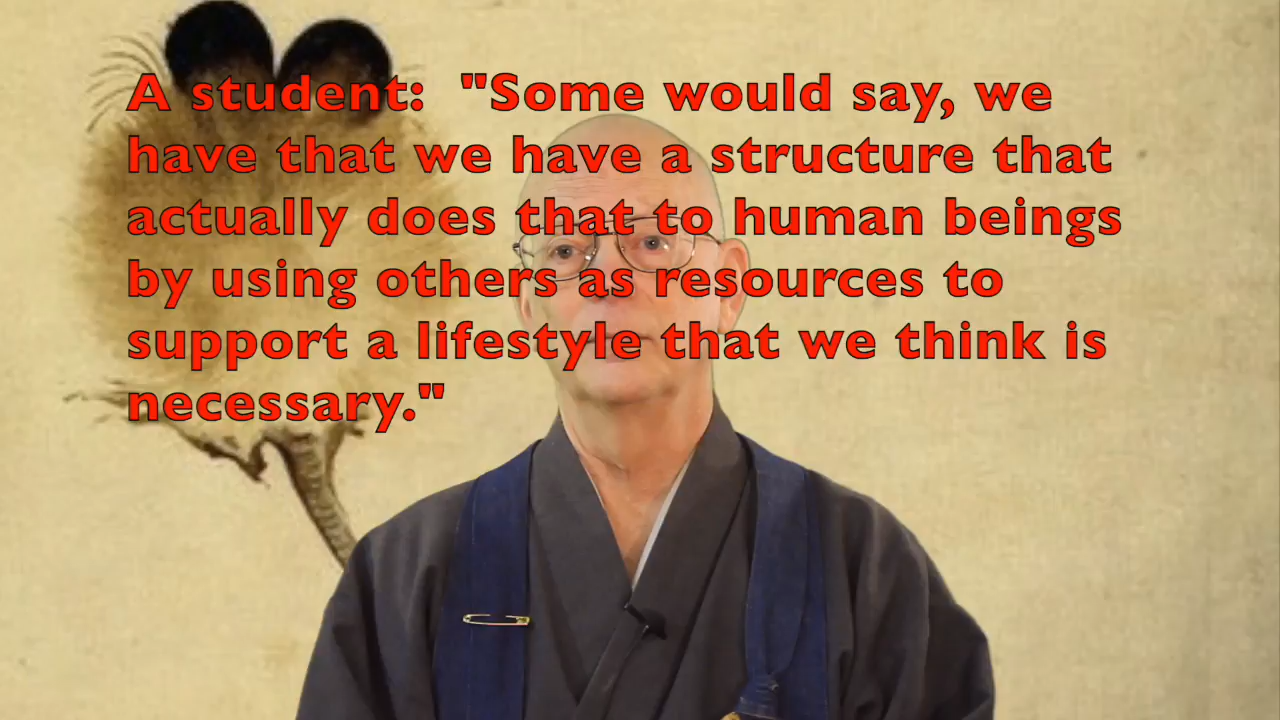 A student:  "Some would say, we
have that we have a structure that
actually does that to human beings
by using others as resources to
support a lifestyle that we think is
necessary."